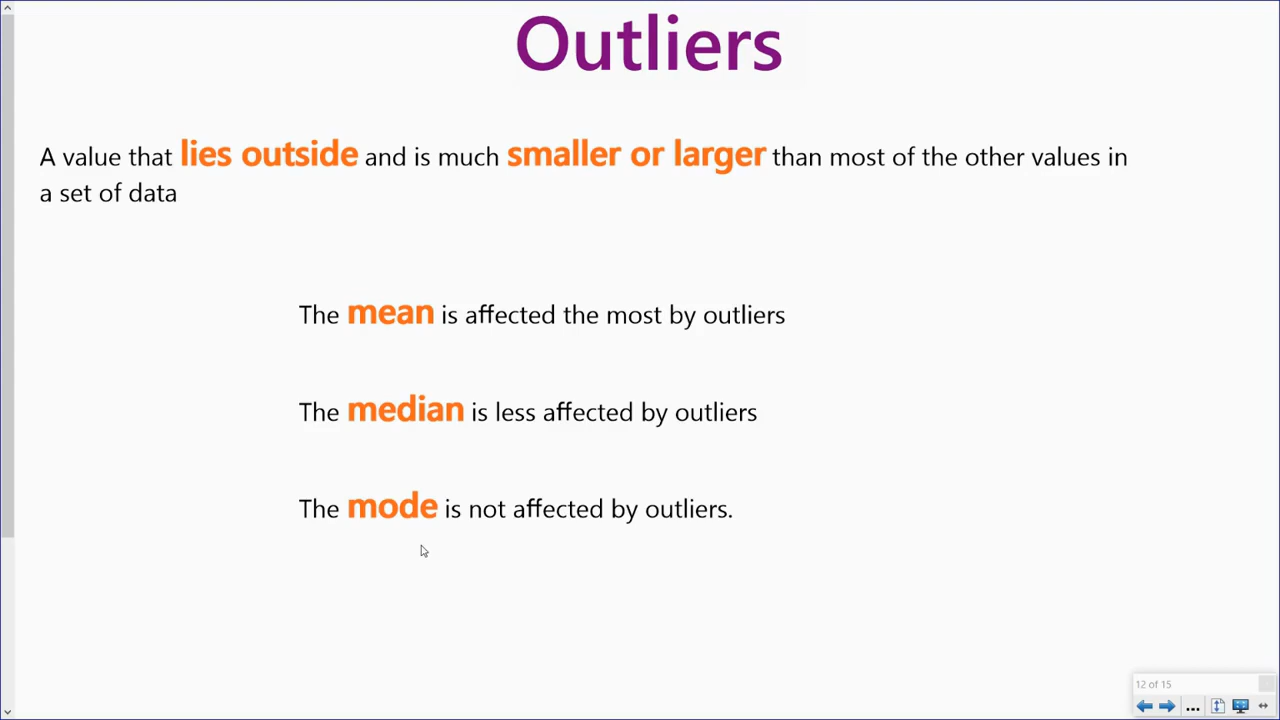 Outliers
A value that lies outside and is much smaller or larger than most of the other values in
a set of data
The mean is affected the most by outliers
The median is less affected by outliers
The mode is not affected by outliers.
12 of 15
...